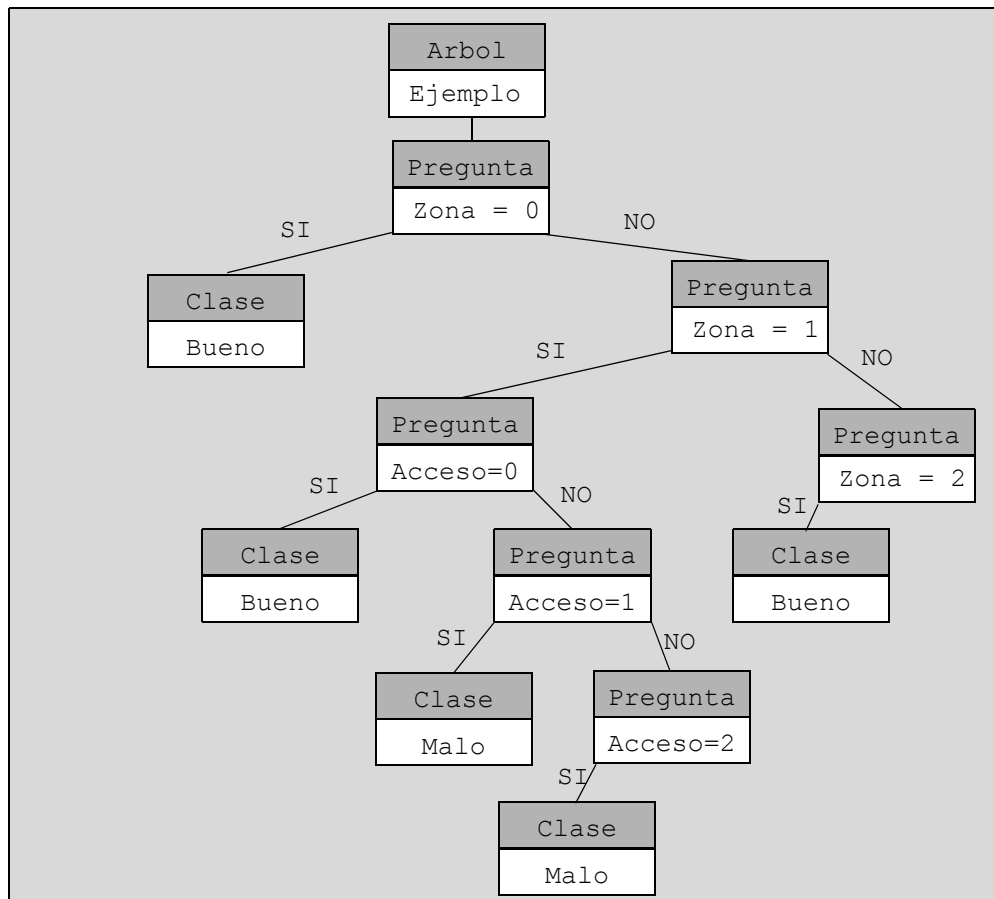 Arbol
Ejemplo
Pregunta
Zona = 0
SI
NO
Clase
Bueno
Pregunta
Zona = 1
SI
NO
Pregunta
Acceso=0
Pregunta
Zona = 2
SI
NO
SI
Clase
Bueno
Pregunta
Acceso=1
Clase
Bueno
SI
NO
Clase
Malo
Pregunta
Acceso=2
SI
Clase
Malo